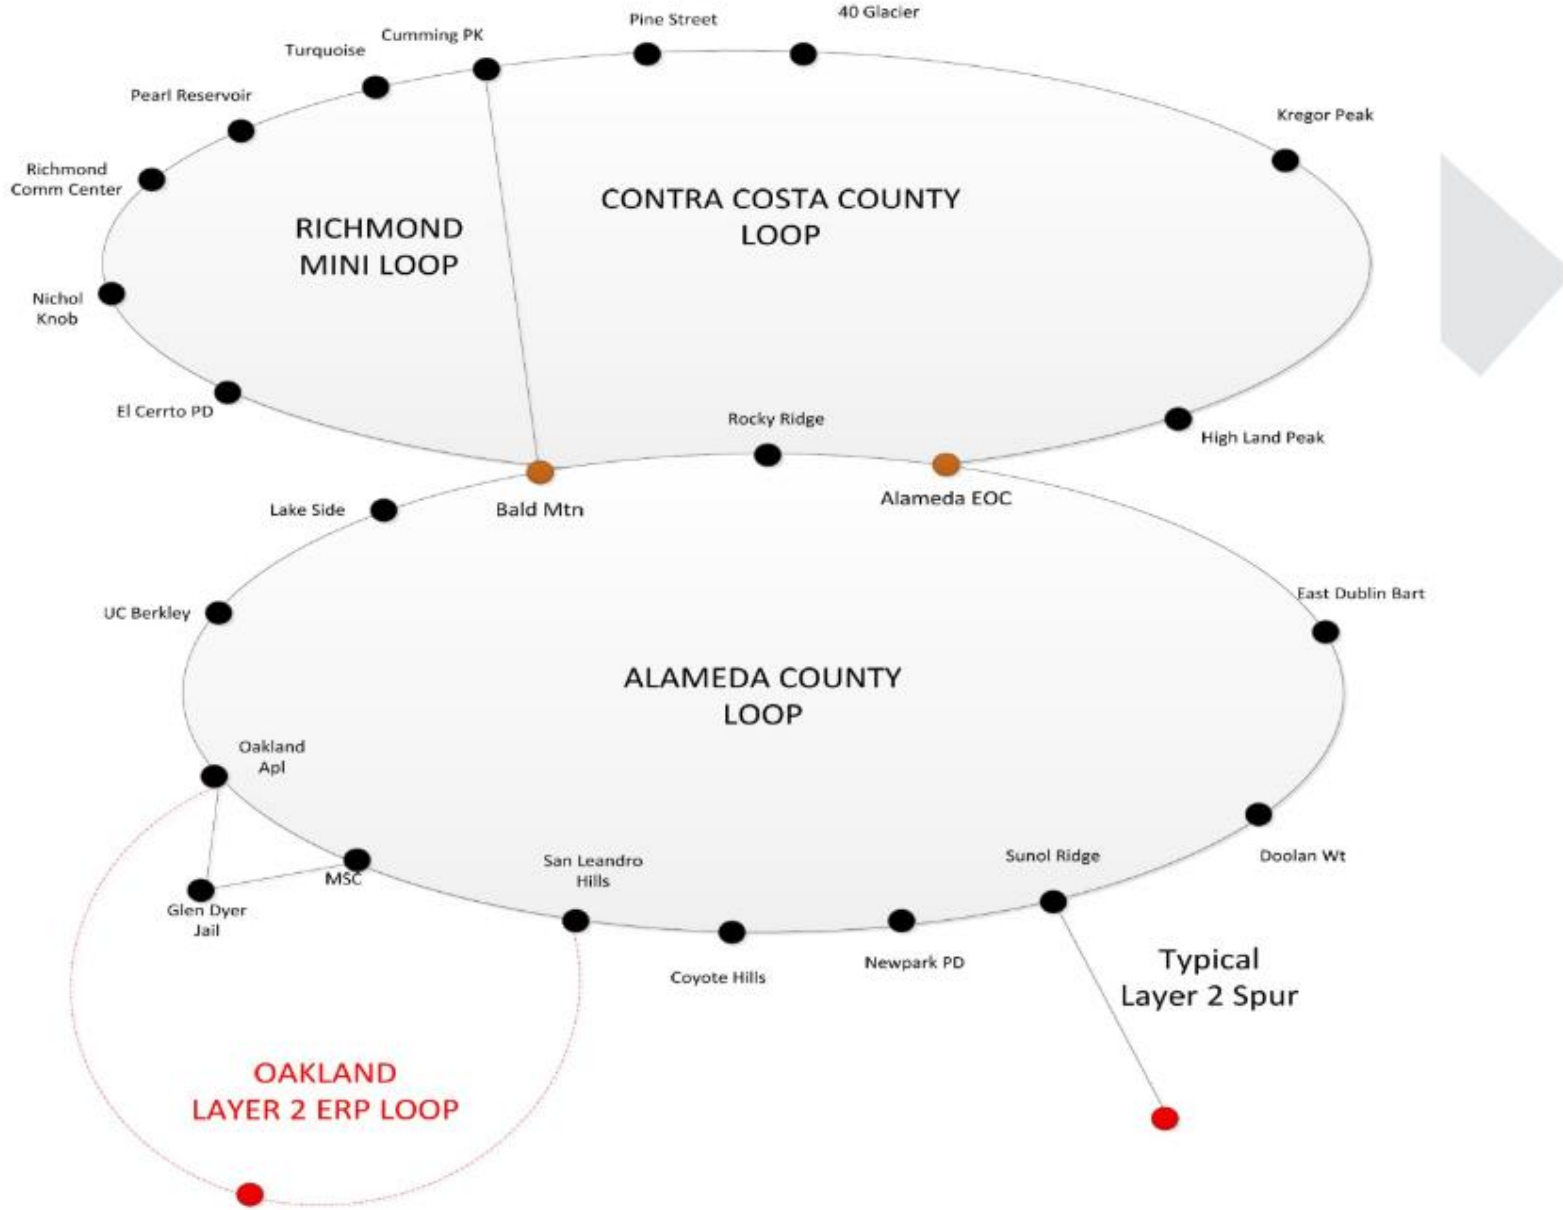 40 Glacier
Pine Street
Cumming PK
Turquoise
Pearl Reservoir
Kregor Peak
Richmond
Comm Center
CONTRA COSTA COUNTY
LOOP
RICHMOND
MINI LOOP
Nichol
Knob
El Cerrto PD
Rocky Ridge
High Land Peak
Alameda EOC
Lake Side
Bald Mtn
East Dublin Bart
UC Berkley
ALAMEDA COUNTY
LOOP
Oakland
Apl
MSC
San Leandro
Hills
Sunol Ridge
Doolan Wt
Glen Dyer
Jail
Coyote Hills
Newpark PD
Typical
Layer 2 Spur
OAKLAND
LAYER 2 ERP LOOP